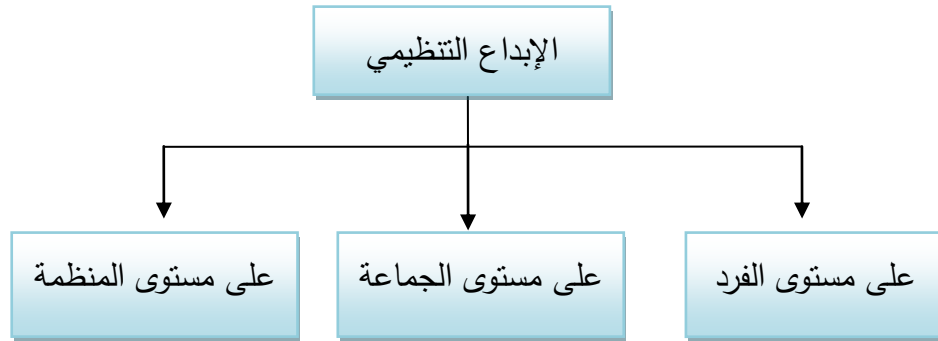 الإبداع التنظيمي
على مستوى الفرد
على مستوى الجماعة
على مستوى المنظمة